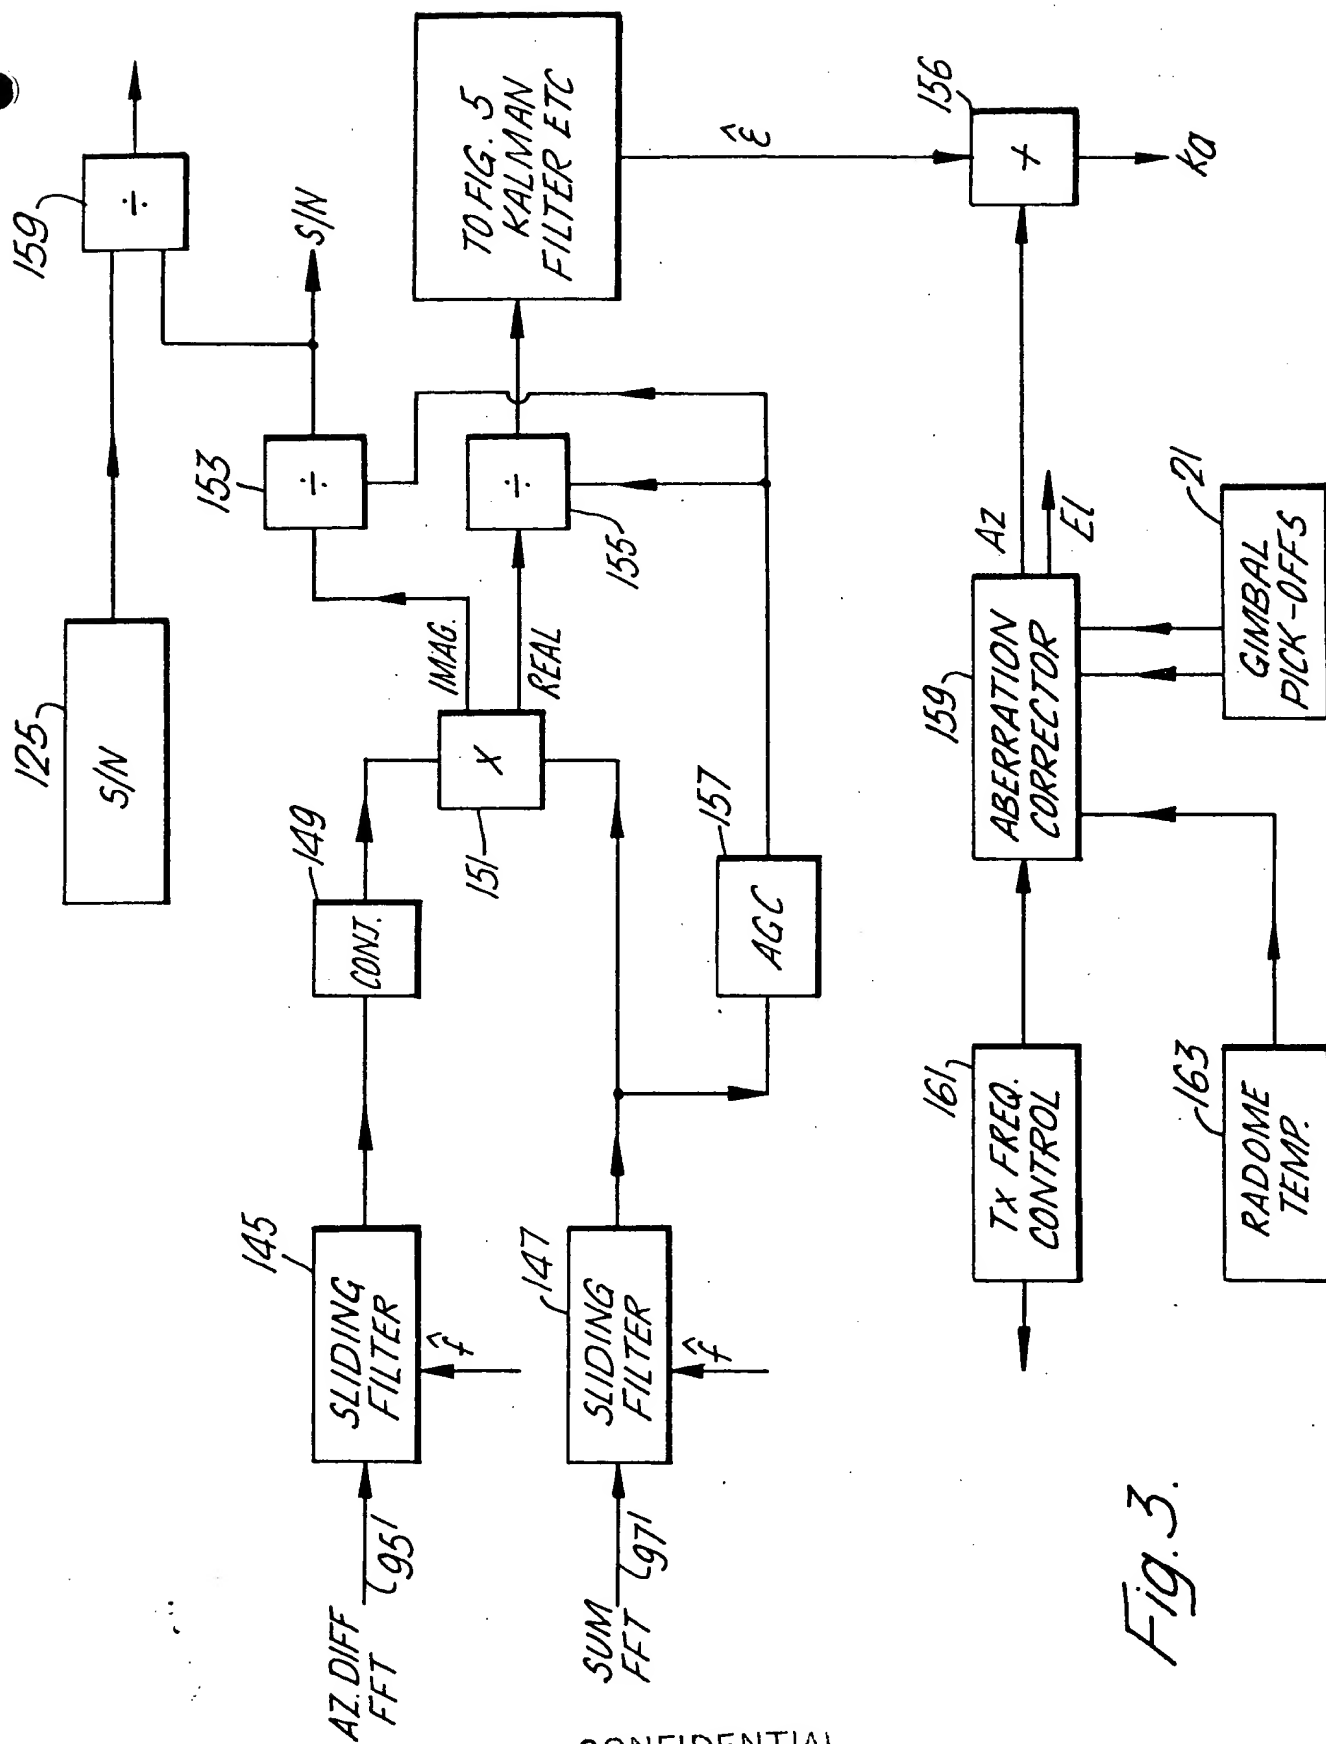 125
S/N
159
÷
AZ. DIFF
FFT
95'
145
SLIDING
FILTER
f̂
149
CONJ.
153
÷
S/N
IMAG.
REAL
151
X
155
÷
TO FIG. 5
KALMAN
FILTER ETC
SUM
FFT
97'
147
SLIDING
FILTER
f̂
157
AGC
ε̂
161
Tx FREQ.
CONTROL
159
ABERRATION
CORRECTOR
AZ
El
156
+
ka
163
RADOME
TEMP.
21
GIMBAL
PICK-OFFS
Fig. 3.
CONFIDENTIAL